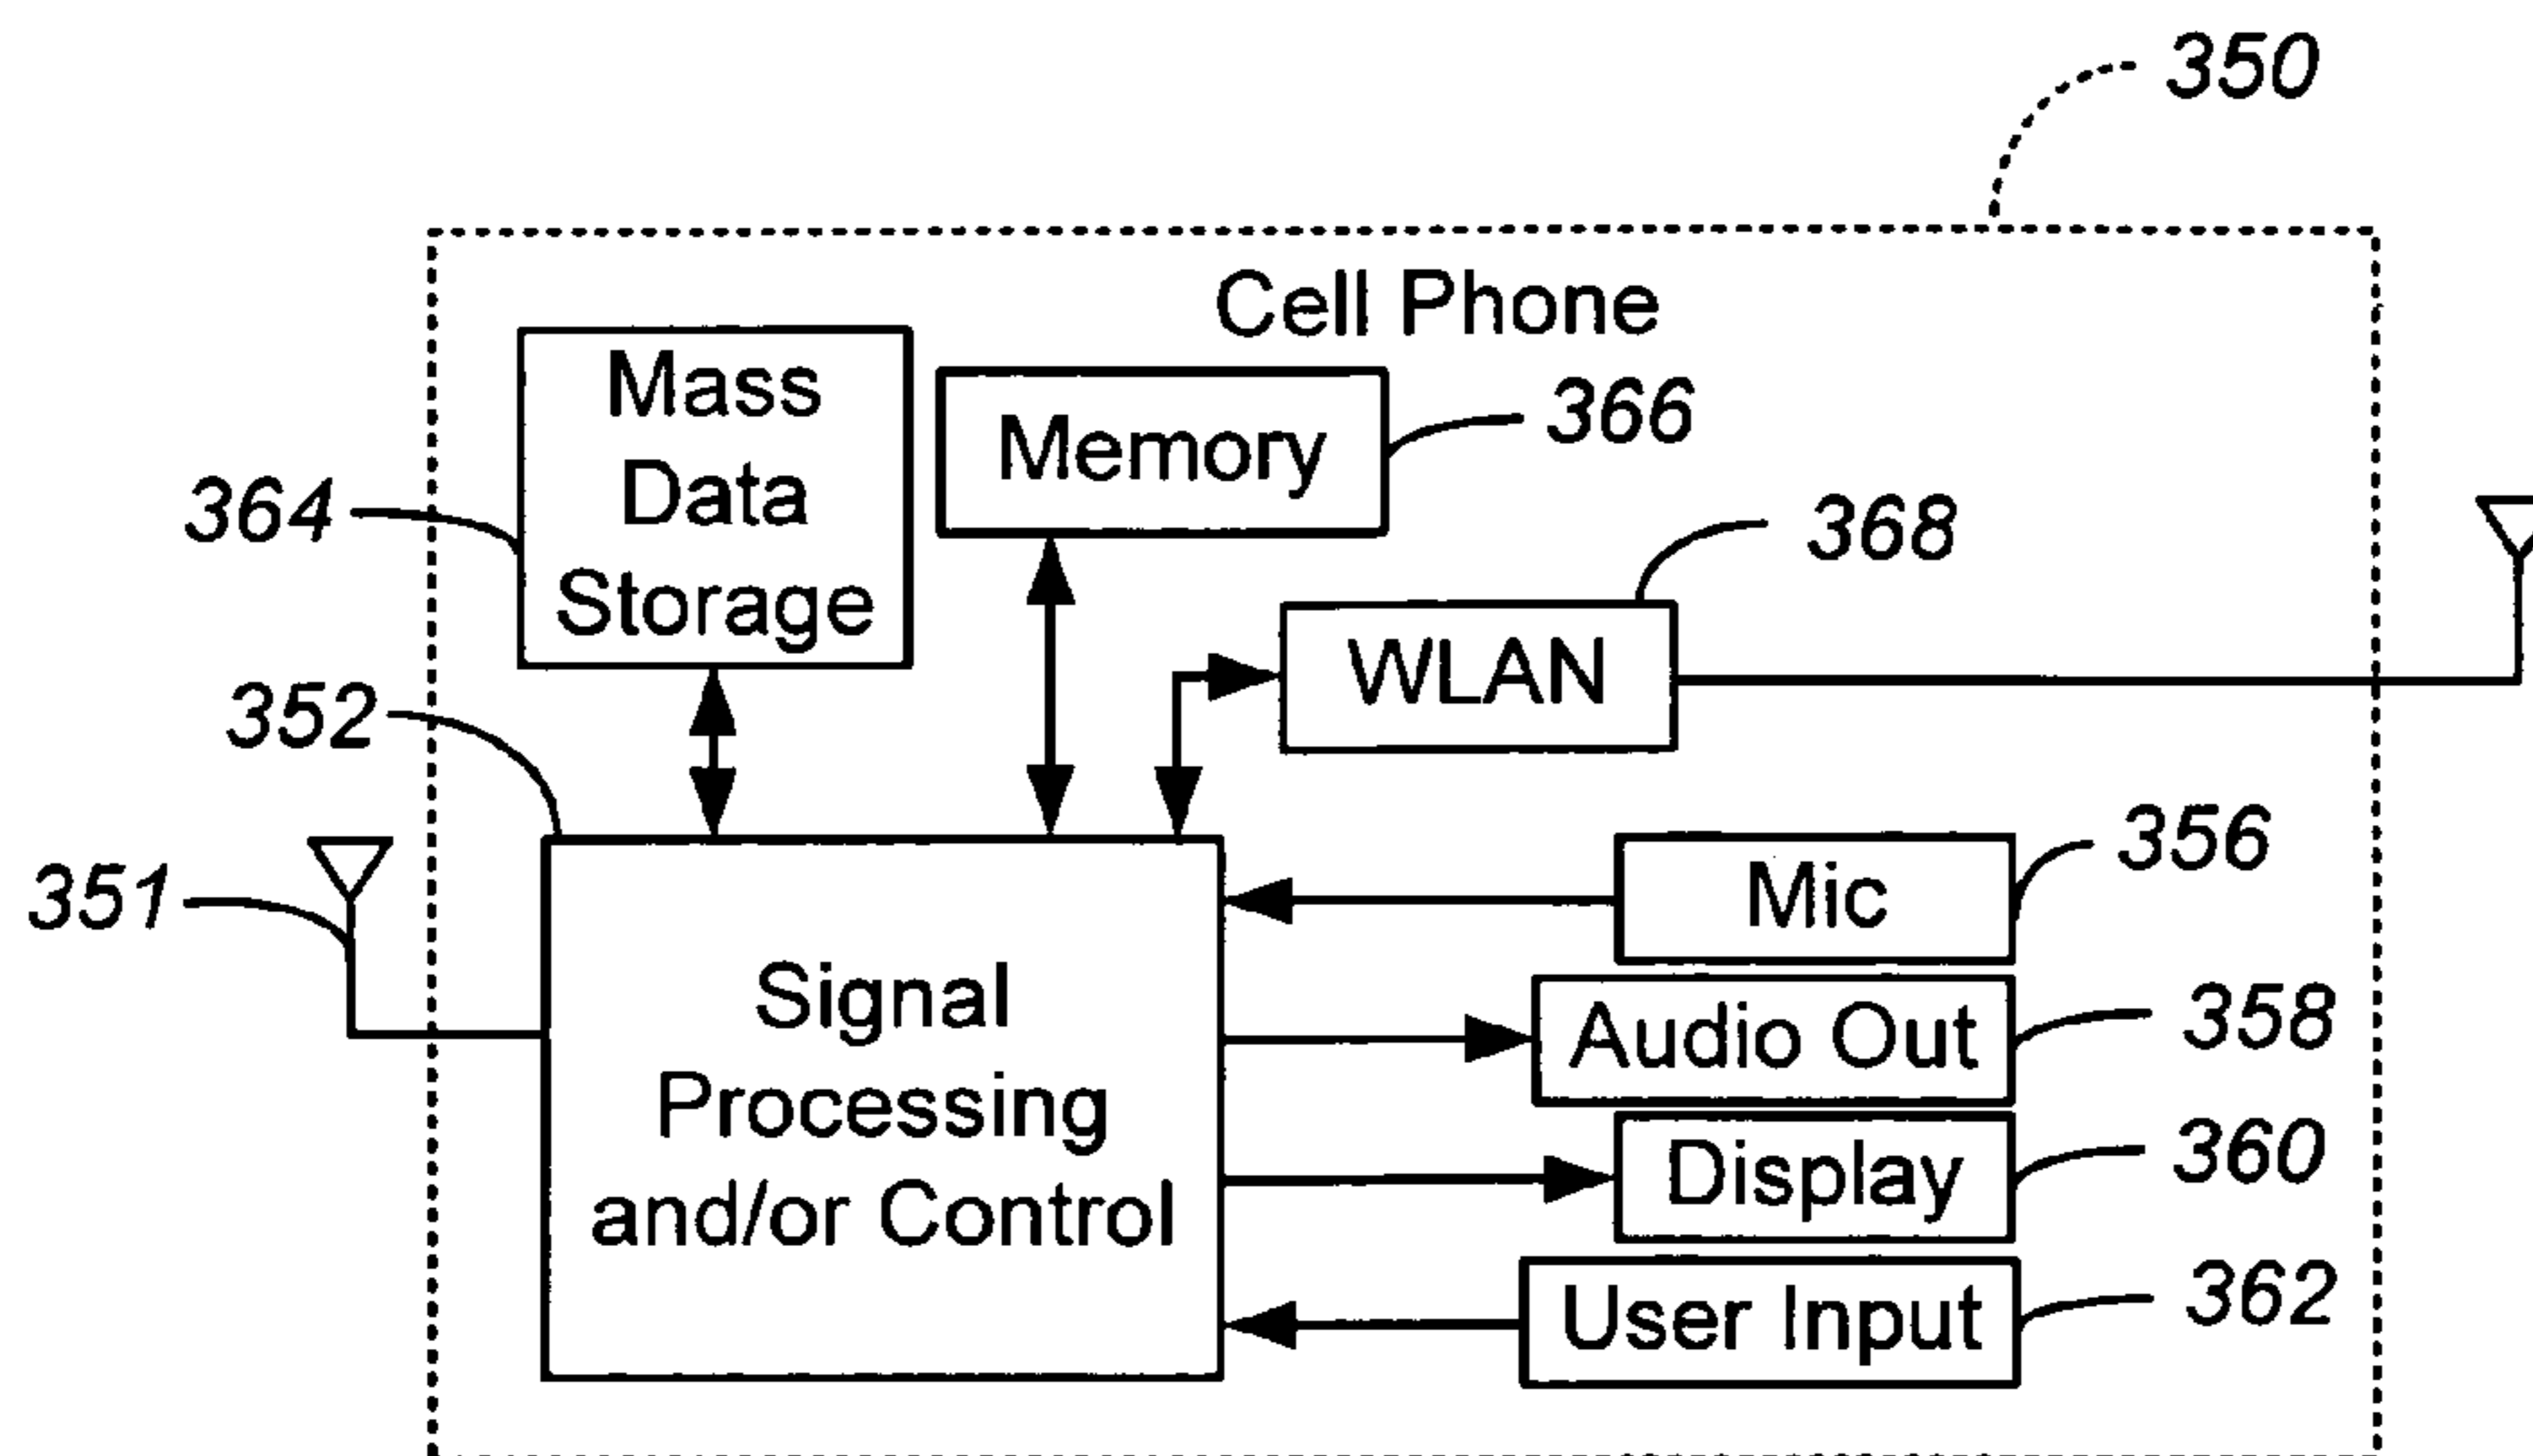 350
Cell Phone
Mass
Data
Storage
Memory
366
364
368
WLAN
352
356
Mic
351
Signal
Processing
and/or Control
Audio Out
358
Display
360
User Input
362